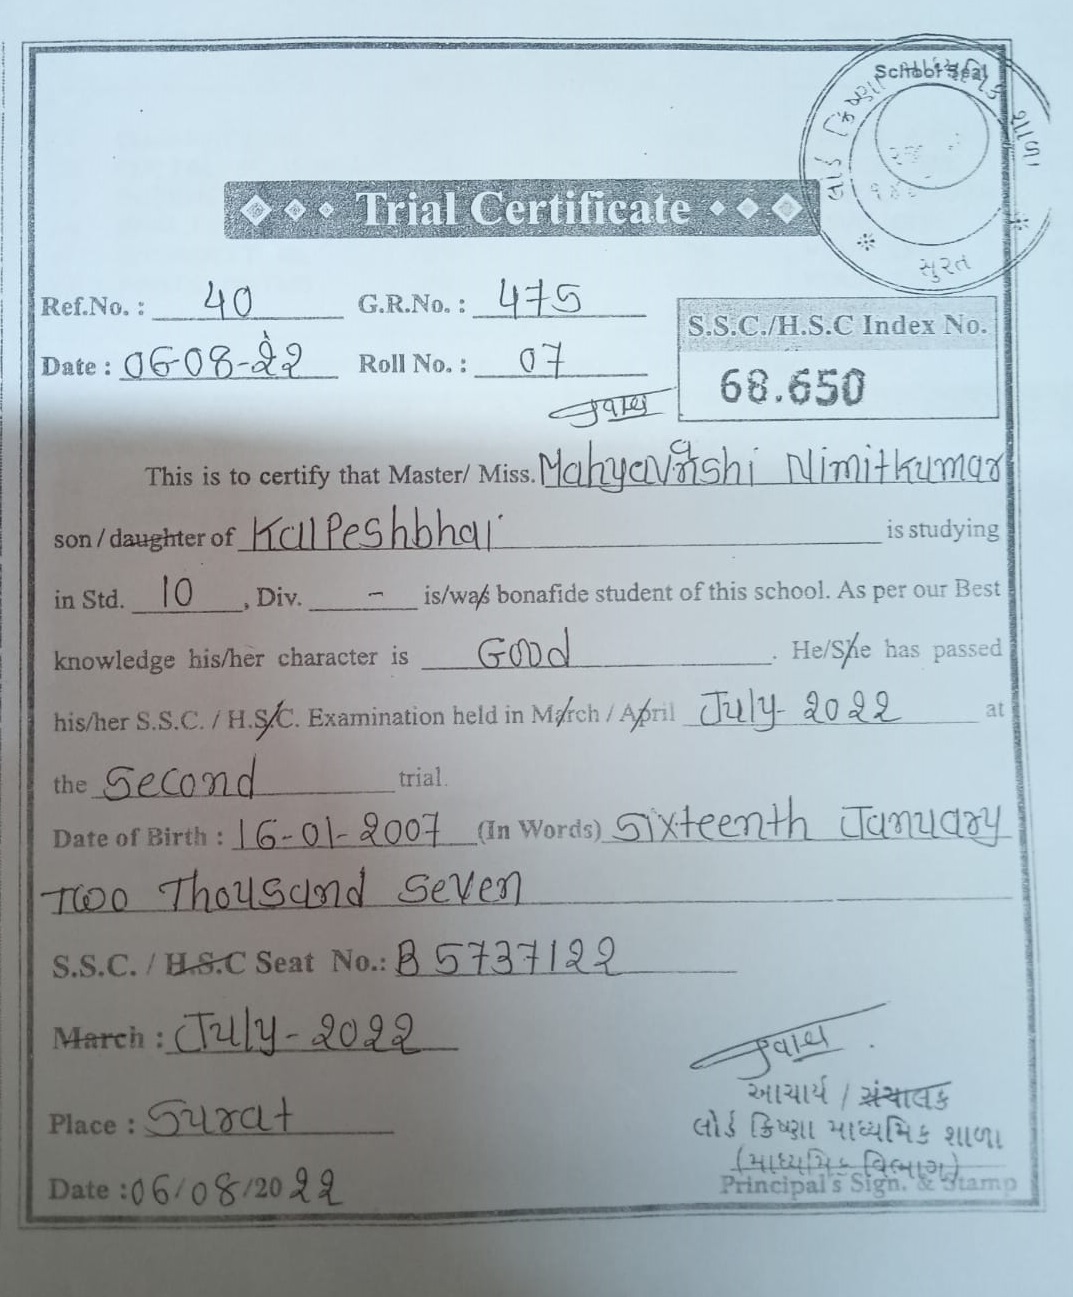 School Seal
લોર્ડ ક્રિષ્ણા શાળા
સુરત
Trial Certificate
Ref.No. : 40 G.R.No. : 475
S.S.C./H.S.C Index No.
Date : 06-08-22 Roll No. : 07
68.650
This is to certify that Master/ Miss. Mahyavanshi Nimitkumar
son / daughter of Kalpeshbhai is studying
in Std. 10 , Div. - is/was bonafide student of this school. As per our Best
knowledge his/her character is Good . He/She has passed
his/her S.S.C. / H.S.C. Examination held in March / April July 2022 at
the Second trial.
Date of Birth : 16-01-2007 (In Words) Sixteenth January
Two Thousand Seven
S.S.C. / H.S.C Seat No.: B 5737122
March : July-2022
Place : Surat
આચાર્ય / સંચાલક
લોર્ડ ક્રિષ્ણા માધ્યમિક શાળા
(માધ્યમિક વિભાગ)
Date :06/08/2022 Principal's Sign. & Stamp